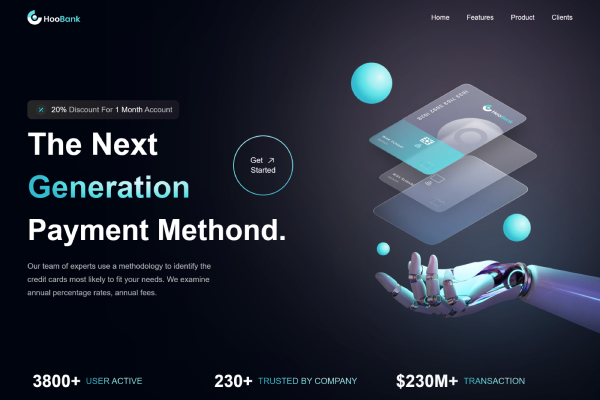 HooBank
Home Features Product Clients
20% Discount For 1 Month Account
The Next
Get
Started
Generation
Payment Methond.
Our team of experts use a methodology to identify the
credit cards most likely to fit your needs. We examine
annual percentage rates, annual fees.
HooBank
3800+ USER ACTIVE
230+ TRUSTED BY COMPANY
$230M+ TRANSACTION